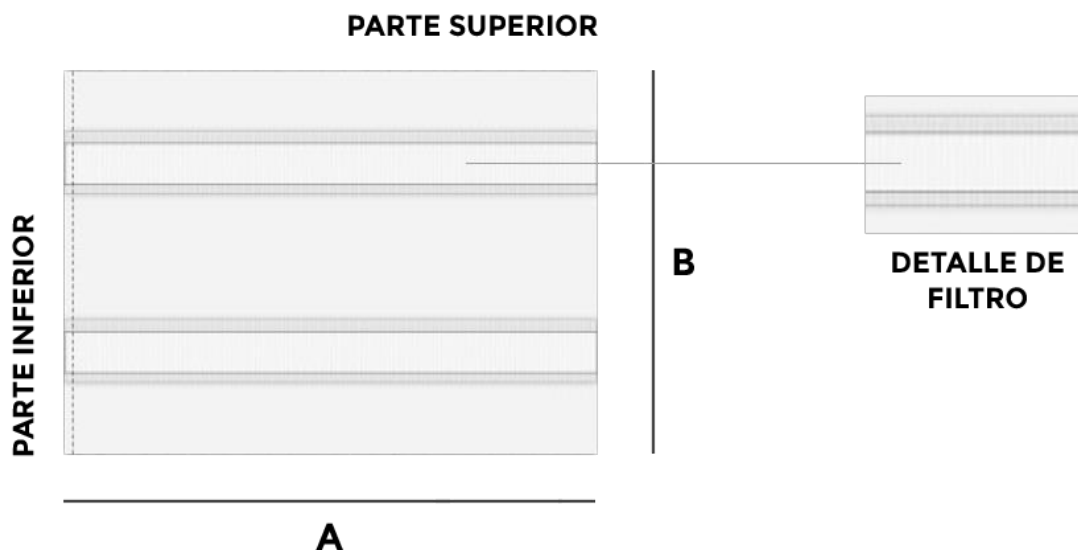 PARTE SUPERIOR
PARTE INFERIOR
B
DETALLE DE
FILTRO
A